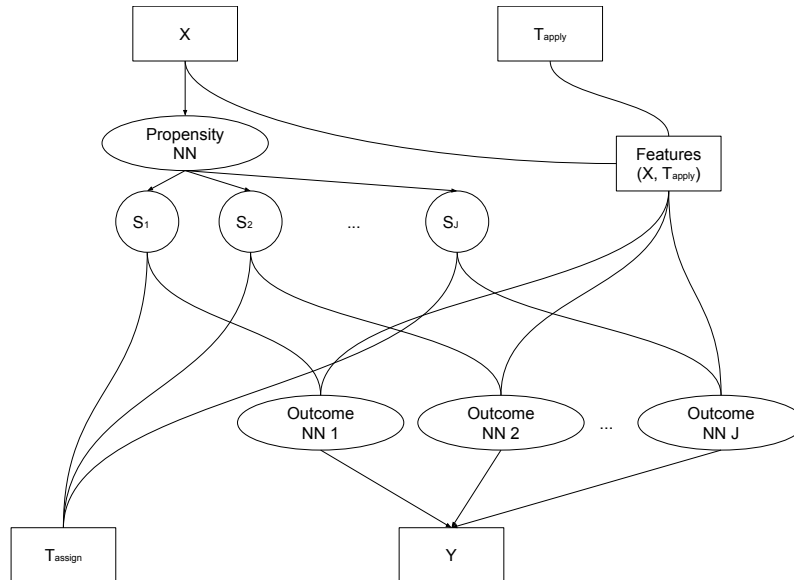 X
Tapply
Propensity
NN
Features
(X, Tapply)
S1
S2
...
SJ
Outcome
NN 1
Outcome
NN 2
...
Outcome
NN J
Tassign
Y